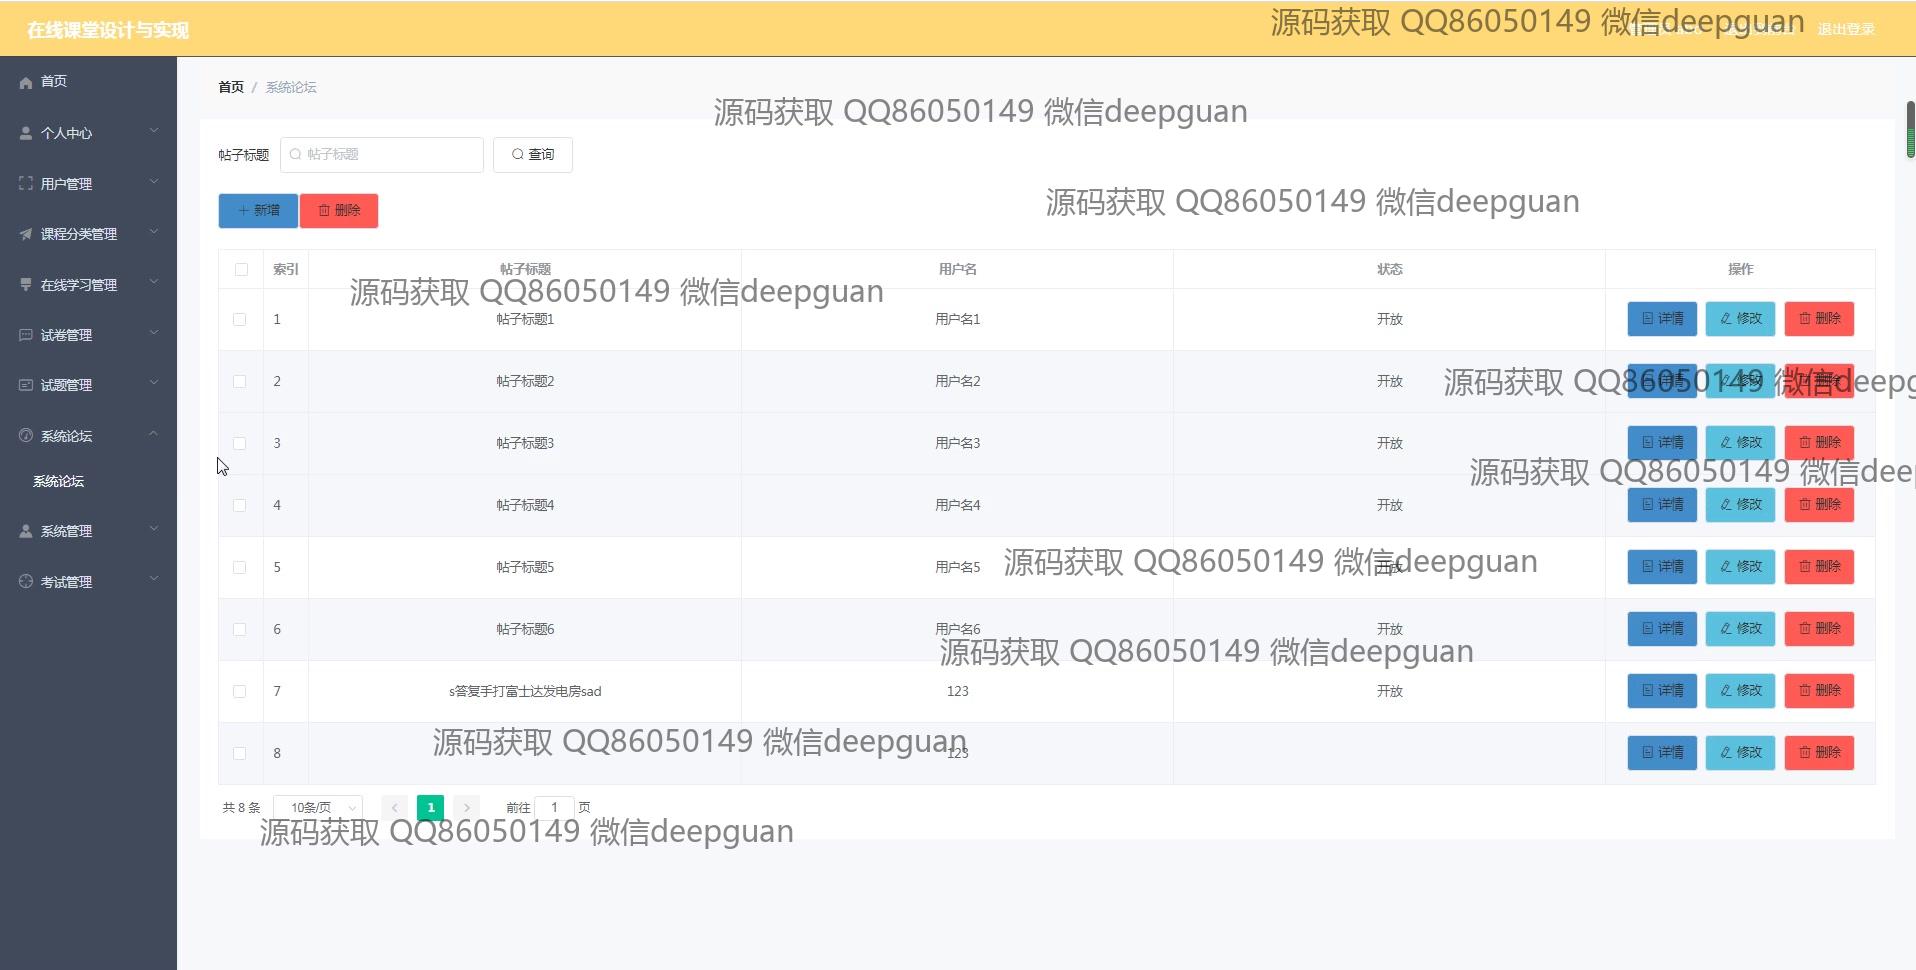 在线课堂设计与实现
源码获取 QQ86050149 微信deepguan
退出登录
首页
个人中心
用户管理
课程分类管理
在线学习管理
试卷管理
试题管理
系统论坛
系统论坛
系统管理
考试管理
首页 / 系统论坛
源码获取 QQ86050149 微信deepguan
帖子标题 帖子标题 查询
源码获取 QQ86050149 微信deepguan
新增 删除
索引 帖子标题 用户名 状态 操作
源码获取 QQ86050149 微信deepguan
1 帖子标题1 用户名1 开放 详情 修改 删除
2 帖子标题2 用户名2 开放 详情 修改 删除
源码获取 QQ86050149 微信deepg
3 帖子标题3 用户名3 开放 详情 修改 删除
源码获取 QQ86050149 微信deep
4 帖子标题4 用户名4 开放 详情 修改 删除
5 帖子标题5 用户名5 开放 详情 修改 删除
源码获取 QQ86050149 微信deepguan
6 帖子标题6 用户名6 开放 详情 修改 删除
源码获取 QQ86050149 微信deepguan
7 s答复手打富士达发电房sad 123 开放 详情 修改 删除
源码获取 QQ86050149 微信deepguan
8 123 详情 修改 删除
共 8 条 10条/页 1 前往 1 页
源码获取 QQ86050149 微信deepguan